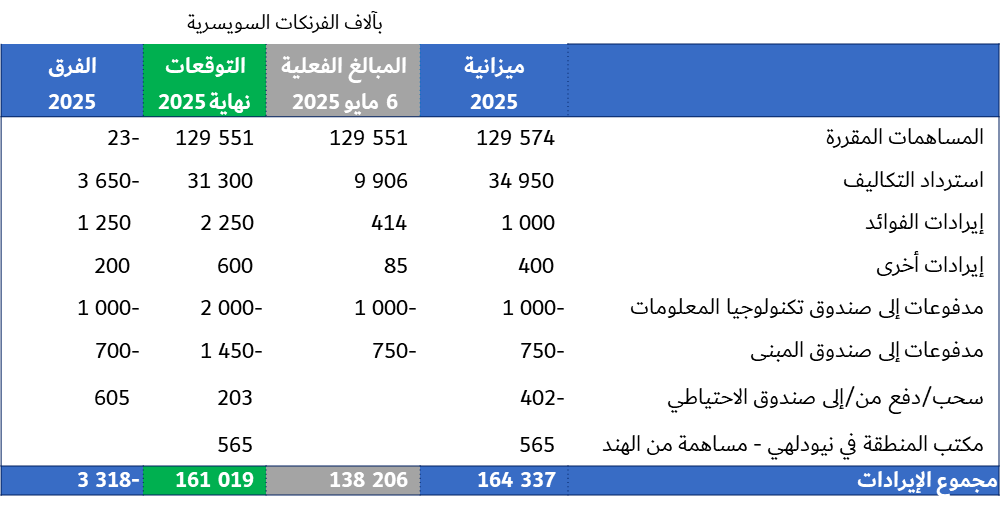 بآلاف الفرنكات السويسرية
ميزانية المبالغ الفعلية التوقعات الفرق
2025 6 مايو 2025 نهاية 2025 2025
المساهمات المقررة 129 574 129 551 129 551 -23
استرداد التكاليف 34 950 9 906 31 300 -3 650
إيرادات الفوائد 1 000 414 2 250 1 250
إيرادات أخرى 400 85 600 200
مدفوعات إلى صندوق تكنولوجيا المعلومات -1 000 -1 000 -2 000 -1 000
مدفوعات إلى صندوق المبنى -750 -750 -1 450 -700
سحب/دفع من/إلى صندوق الاحتياطي -402 203 605
مكتب المنطقة في نيودلهي - مساهمة من الهند 565 565
مجموع الإيرادات 164 337 138 206 161 019 -3 318